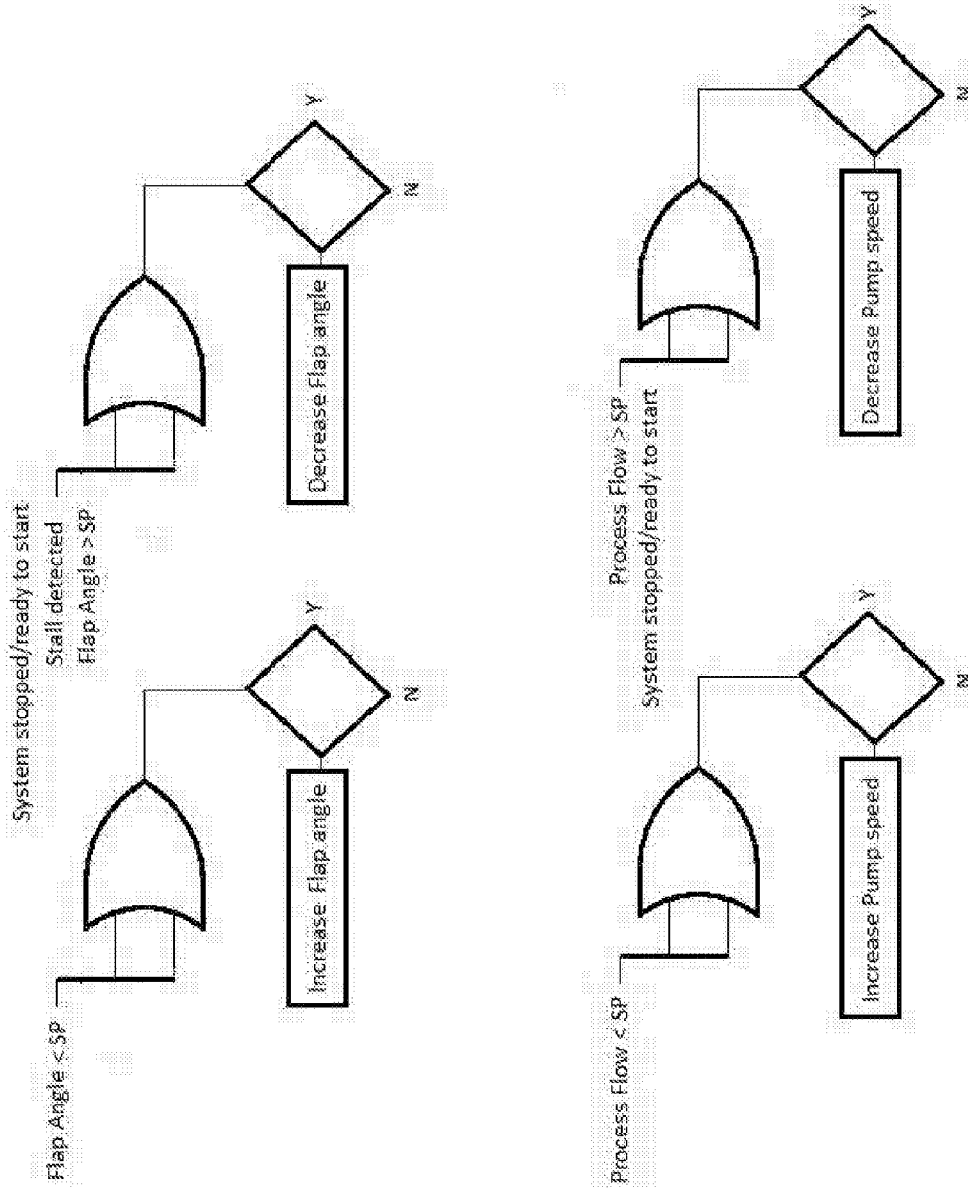 Flap Angle < SP
Increase Flap angle
Y
N
System stopped/ready to start
Stall detected
Flap Angle > SP
Decrease Flap angle
Y
N
Process Flow < SP
Increase Pump speed
Y
N
Process Flow > SP
System stopped/ready to start
Decrease Pump speed
Y
N